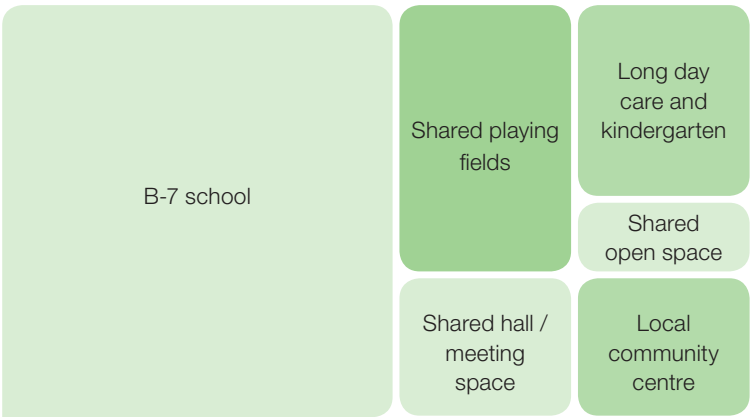 B-7 school
Shared playing
fields
Long day
care and
kindergarten
Shared
open space
Shared hall /
meeting
space
Local
community
centre